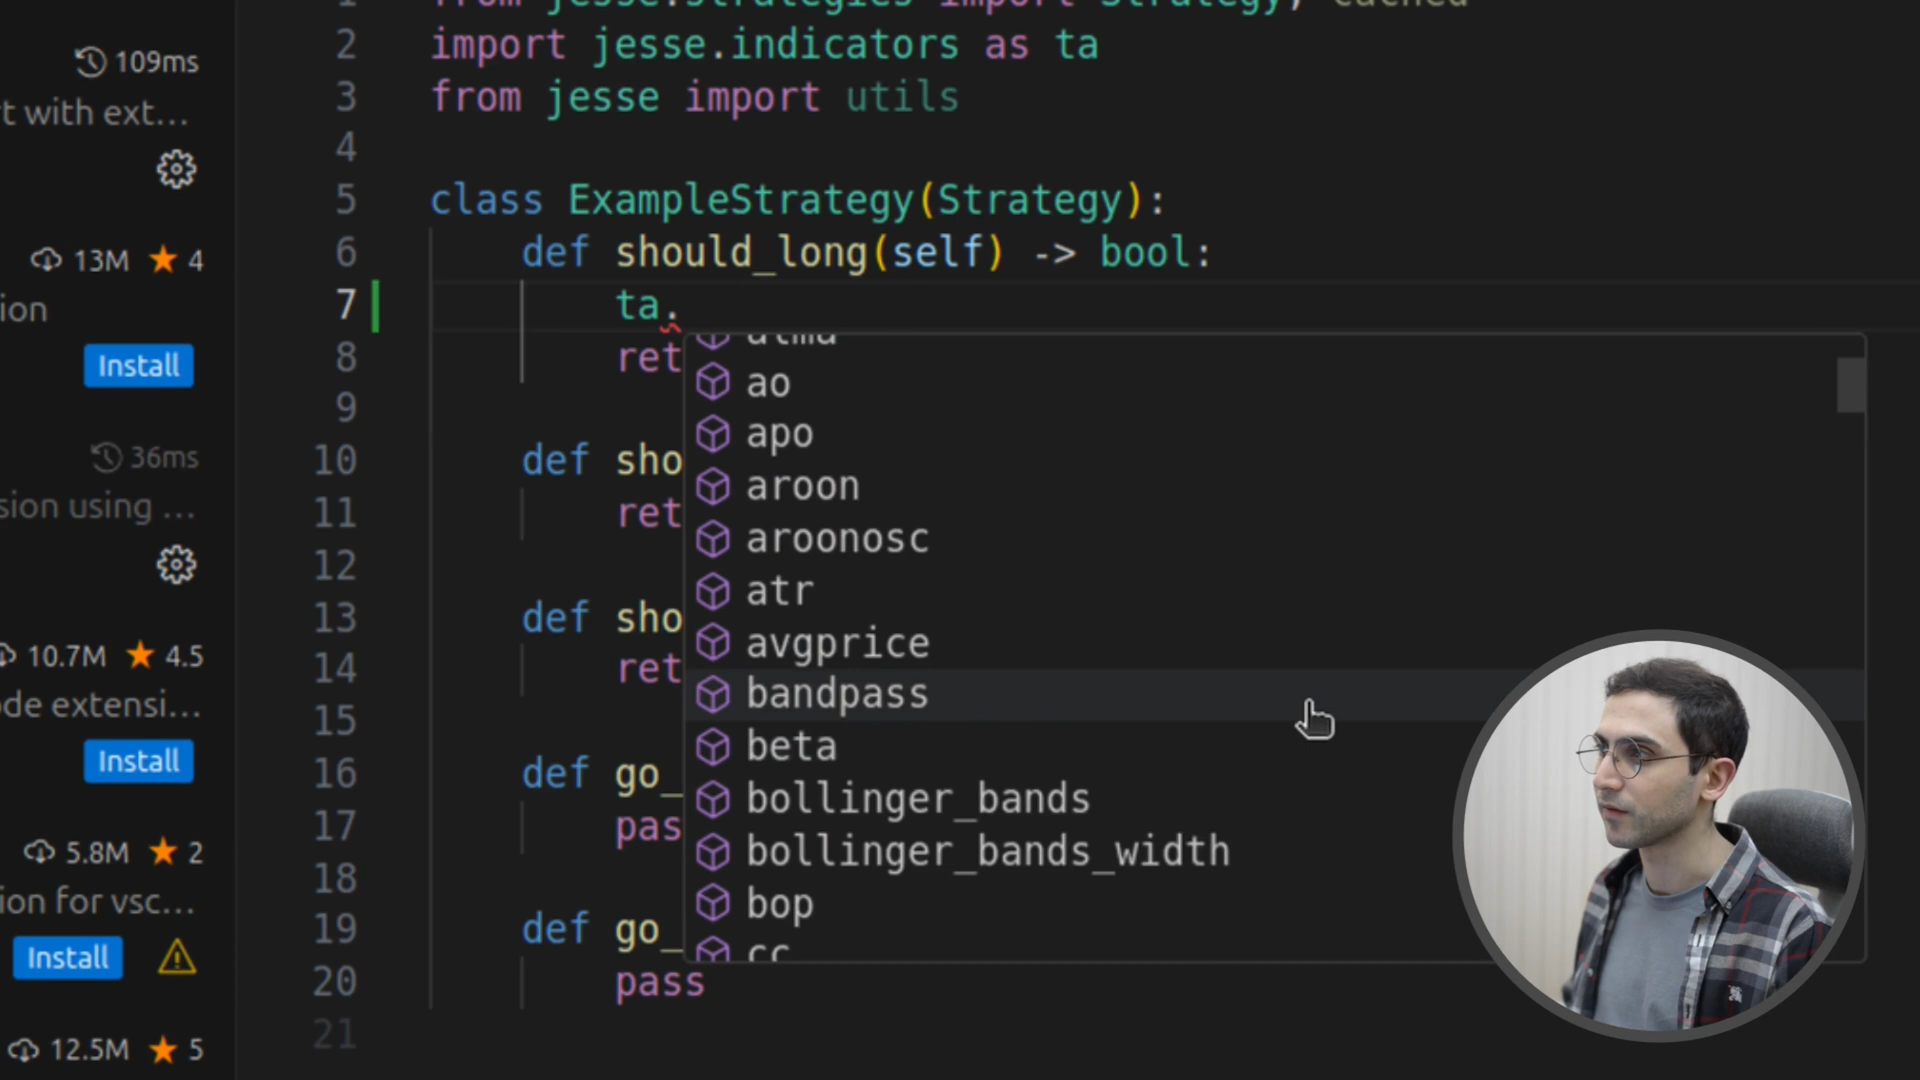 109ms
t with ext...
13M ★ 4
ion
Install
36ms
sion using ...
10.7M ★ 4.5
de extensi...
Install
5.8M ★ 2
ion for vsc...
Install
12.5M ★ 5
1 from jesse.strategies import Strategy, cached
2 import jesse.indicators as ta
3 from jesse import utils
4
5 class ExampleStrategy(Strategy):
6 def should_long(self) -> bool:
7 ta.
8 ret
9
10 def sho
11 ret
12
13 def sho
14 ret
15
16 def go_
17 pas
18
19 def go_
20 pass
21
alma
ao
apo
aroon
aroonosc
atr
avgprice
bandpass
beta
bollinger_bands
bollinger_bands_width
bop
cc